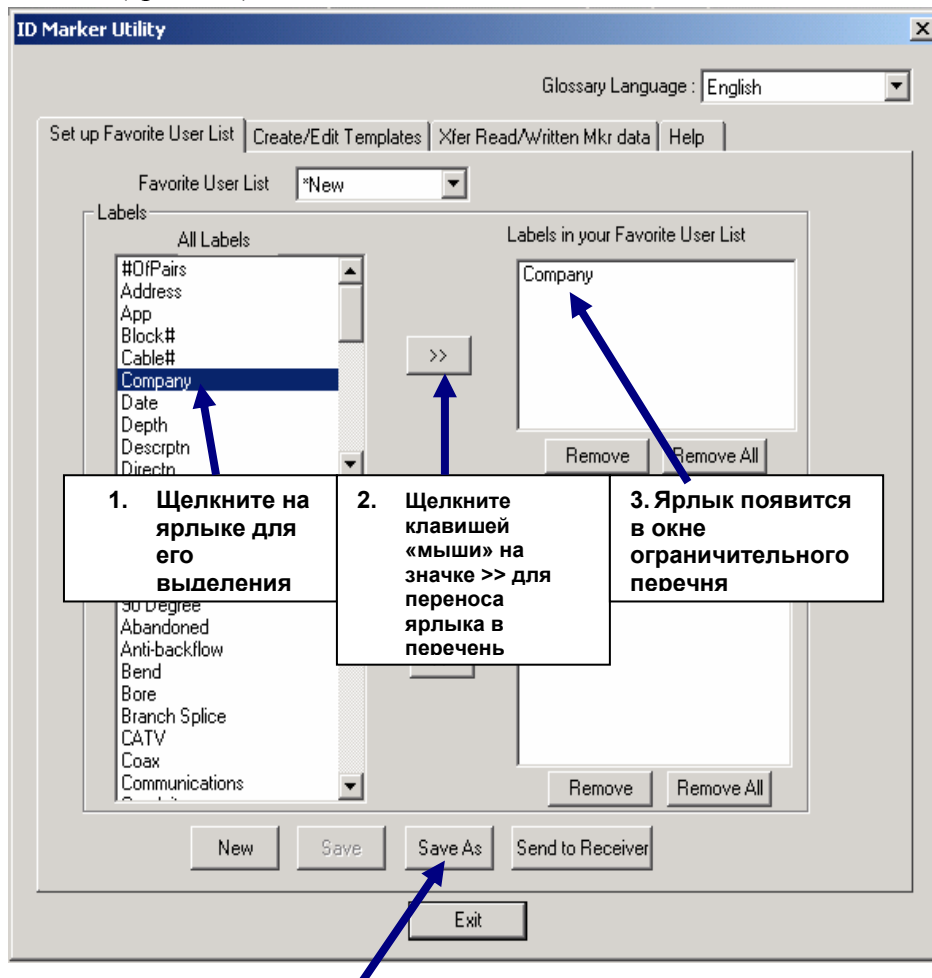 ID Marker Utility
Glossary Language : English
Set up Favorite User List Create/Edit Templates Xfer Read/Written Mkr data Help
Favorite User List *New
Labels
All Labels
#OfPairs
Address
App
Block#
Cable#
Company
Date
Depth
Descrptn
Directn
>>
Labels in your Favorite User List
Company
Remove Remove All
1. Щелкните на
ярлыке для
его
выделения
2. Щелкните
клавишей
«мыши» на
значке >> для
переноса
ярлыка в
перечень
3. Ярлык появится
в окне
ограничительного
перечня
90 Degree
Abandoned
Anti-backflow
Bend
Bore
Branch Splice
CATV
Coax
Communications
Remove Remove All
New Save Save As Send to Receiver
Exit